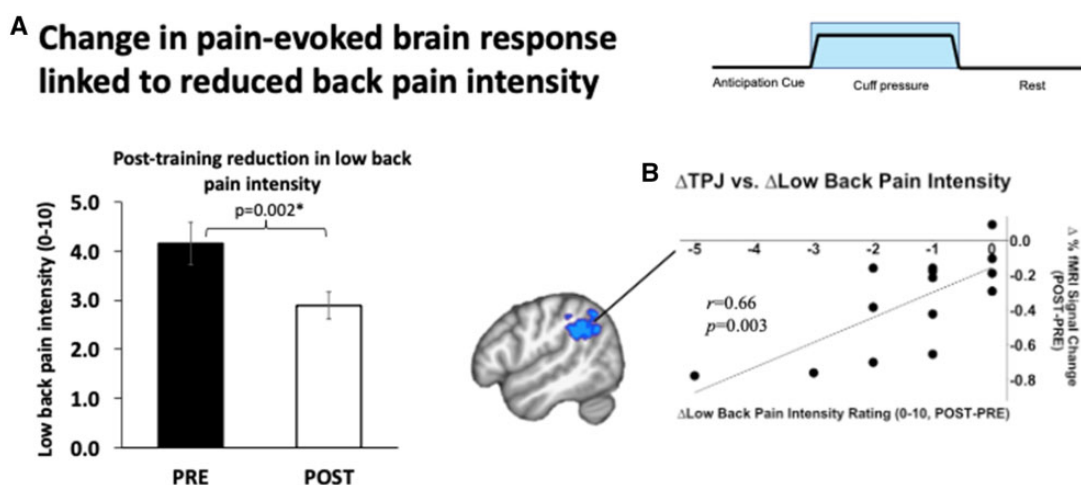 A
Change in pain-evoked brain response
linked to reduced back pain intensity
Anticipation Cue
Cuff pressure
Rest
Post-training reduction in low back
pain intensity
Low back pain intensity (0-10)
5.0
4.0
3.0
2.0
1.0
0.0
p=0.002*
PRE
POST
B
ΔTPJ vs. ΔLow Back Pain Intensity
-5
-4
-3
-2
-1
0
0.0
-0.2
-0.4
-0.6
-0.8
r=0.66
p=0.003
Δ % fMRI Signal Change
(POST-PRE)
ΔLow Back Pain Intensity Rating (0-10, POST-PRE)